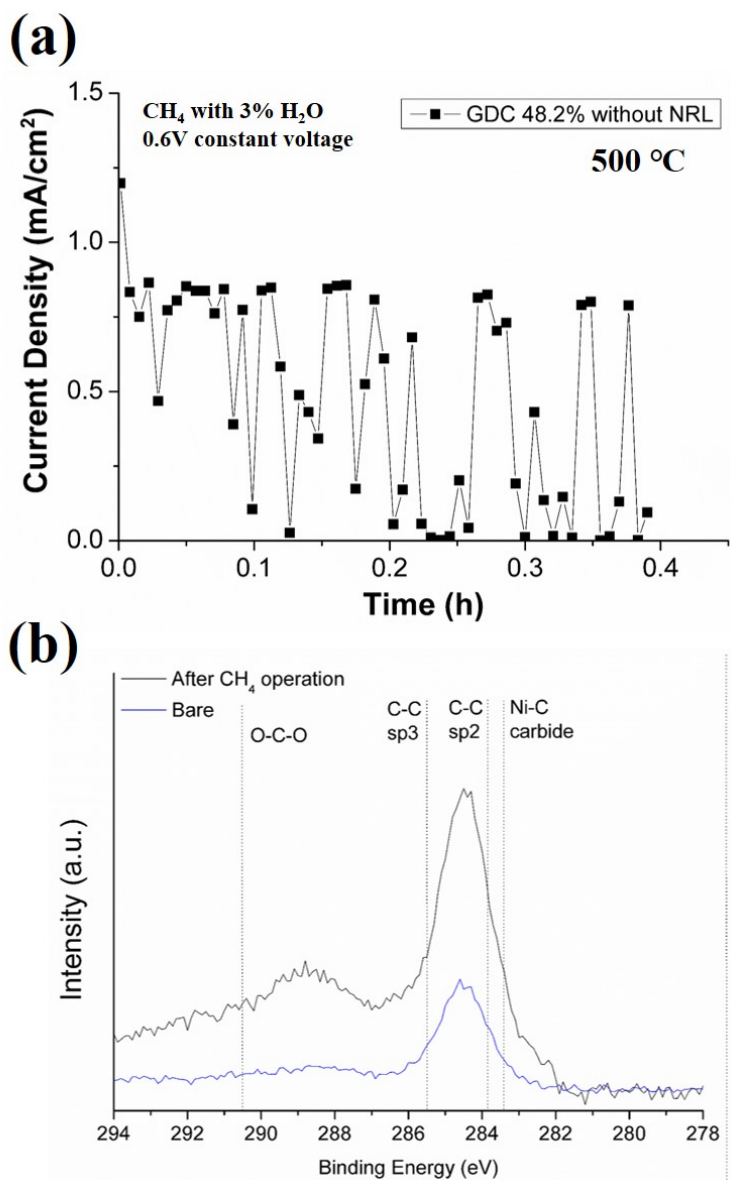 (a)
1.5
CH₄ with 3% H₂O
0.6V constant voltage
GDC 48.2% without NRL
500 °C
1.0
0.5
0.0
Current Density (mA/cm²)
0.0 0.1 0.2 0.3 0.4
Time (h)
(b)
After CH₄ operation
Bare
O-C-O
C-C
sp3
C-C
sp2
Ni-C
carbide
Intensity (a.u.)
294 292 290 288 286 284 282 280 278
Binding Energy (eV)